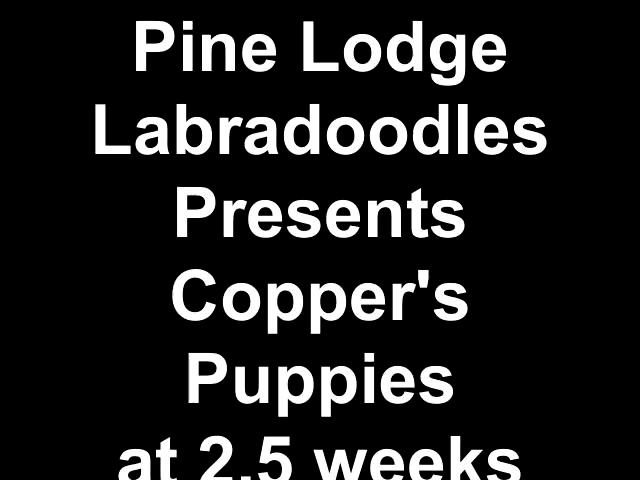 Pine Lodge
Labradoodles
Presents
Copper's
Puppies
at 2.5 weeks